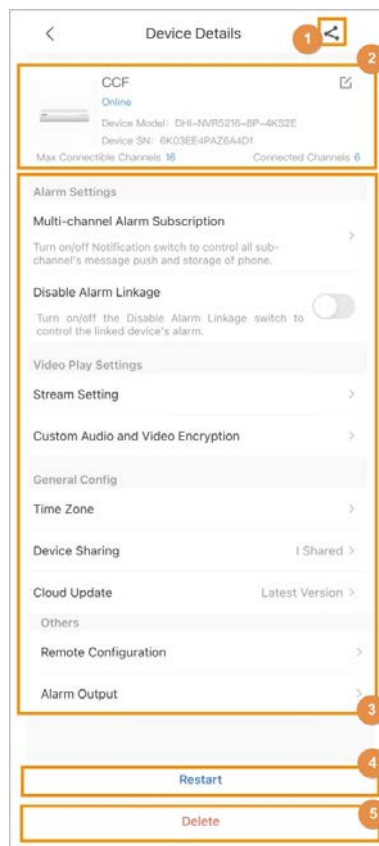 Device Details
1
2
CCF
Online
Device Model: DHI-NVR5216-8P-4KS2E
Device SN: 6K03EE4PAZ6A4D1
Max Connectible Channels 16 Connected Channels 6
Alarm Settings
Multi-channel Alarm Subscription
Turn on/off Notification switch to control all sub-
channel's message push and storage of phone.
Disable Alarm Linkage
Turn on/off the Disable Alarm Linkage switch to
control the linked device's alarm.
Video Play Settings
Stream Setting
Custom Audio and Video Encryption
General Config
Time Zone
Device Sharing I Shared
Cloud Update Latest Version
Others
Remote Configuration
Alarm Output
3
4
Restart
5
Delete